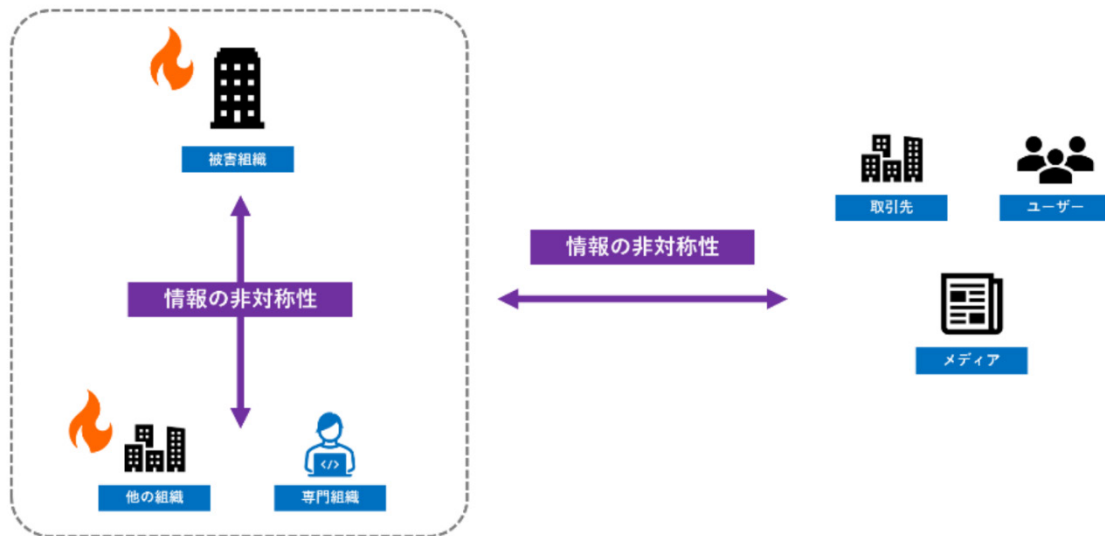 被害組織
取引先
ユーザー
情報の非対称性
情報の非対称性
メディア
他の組織
専門組織